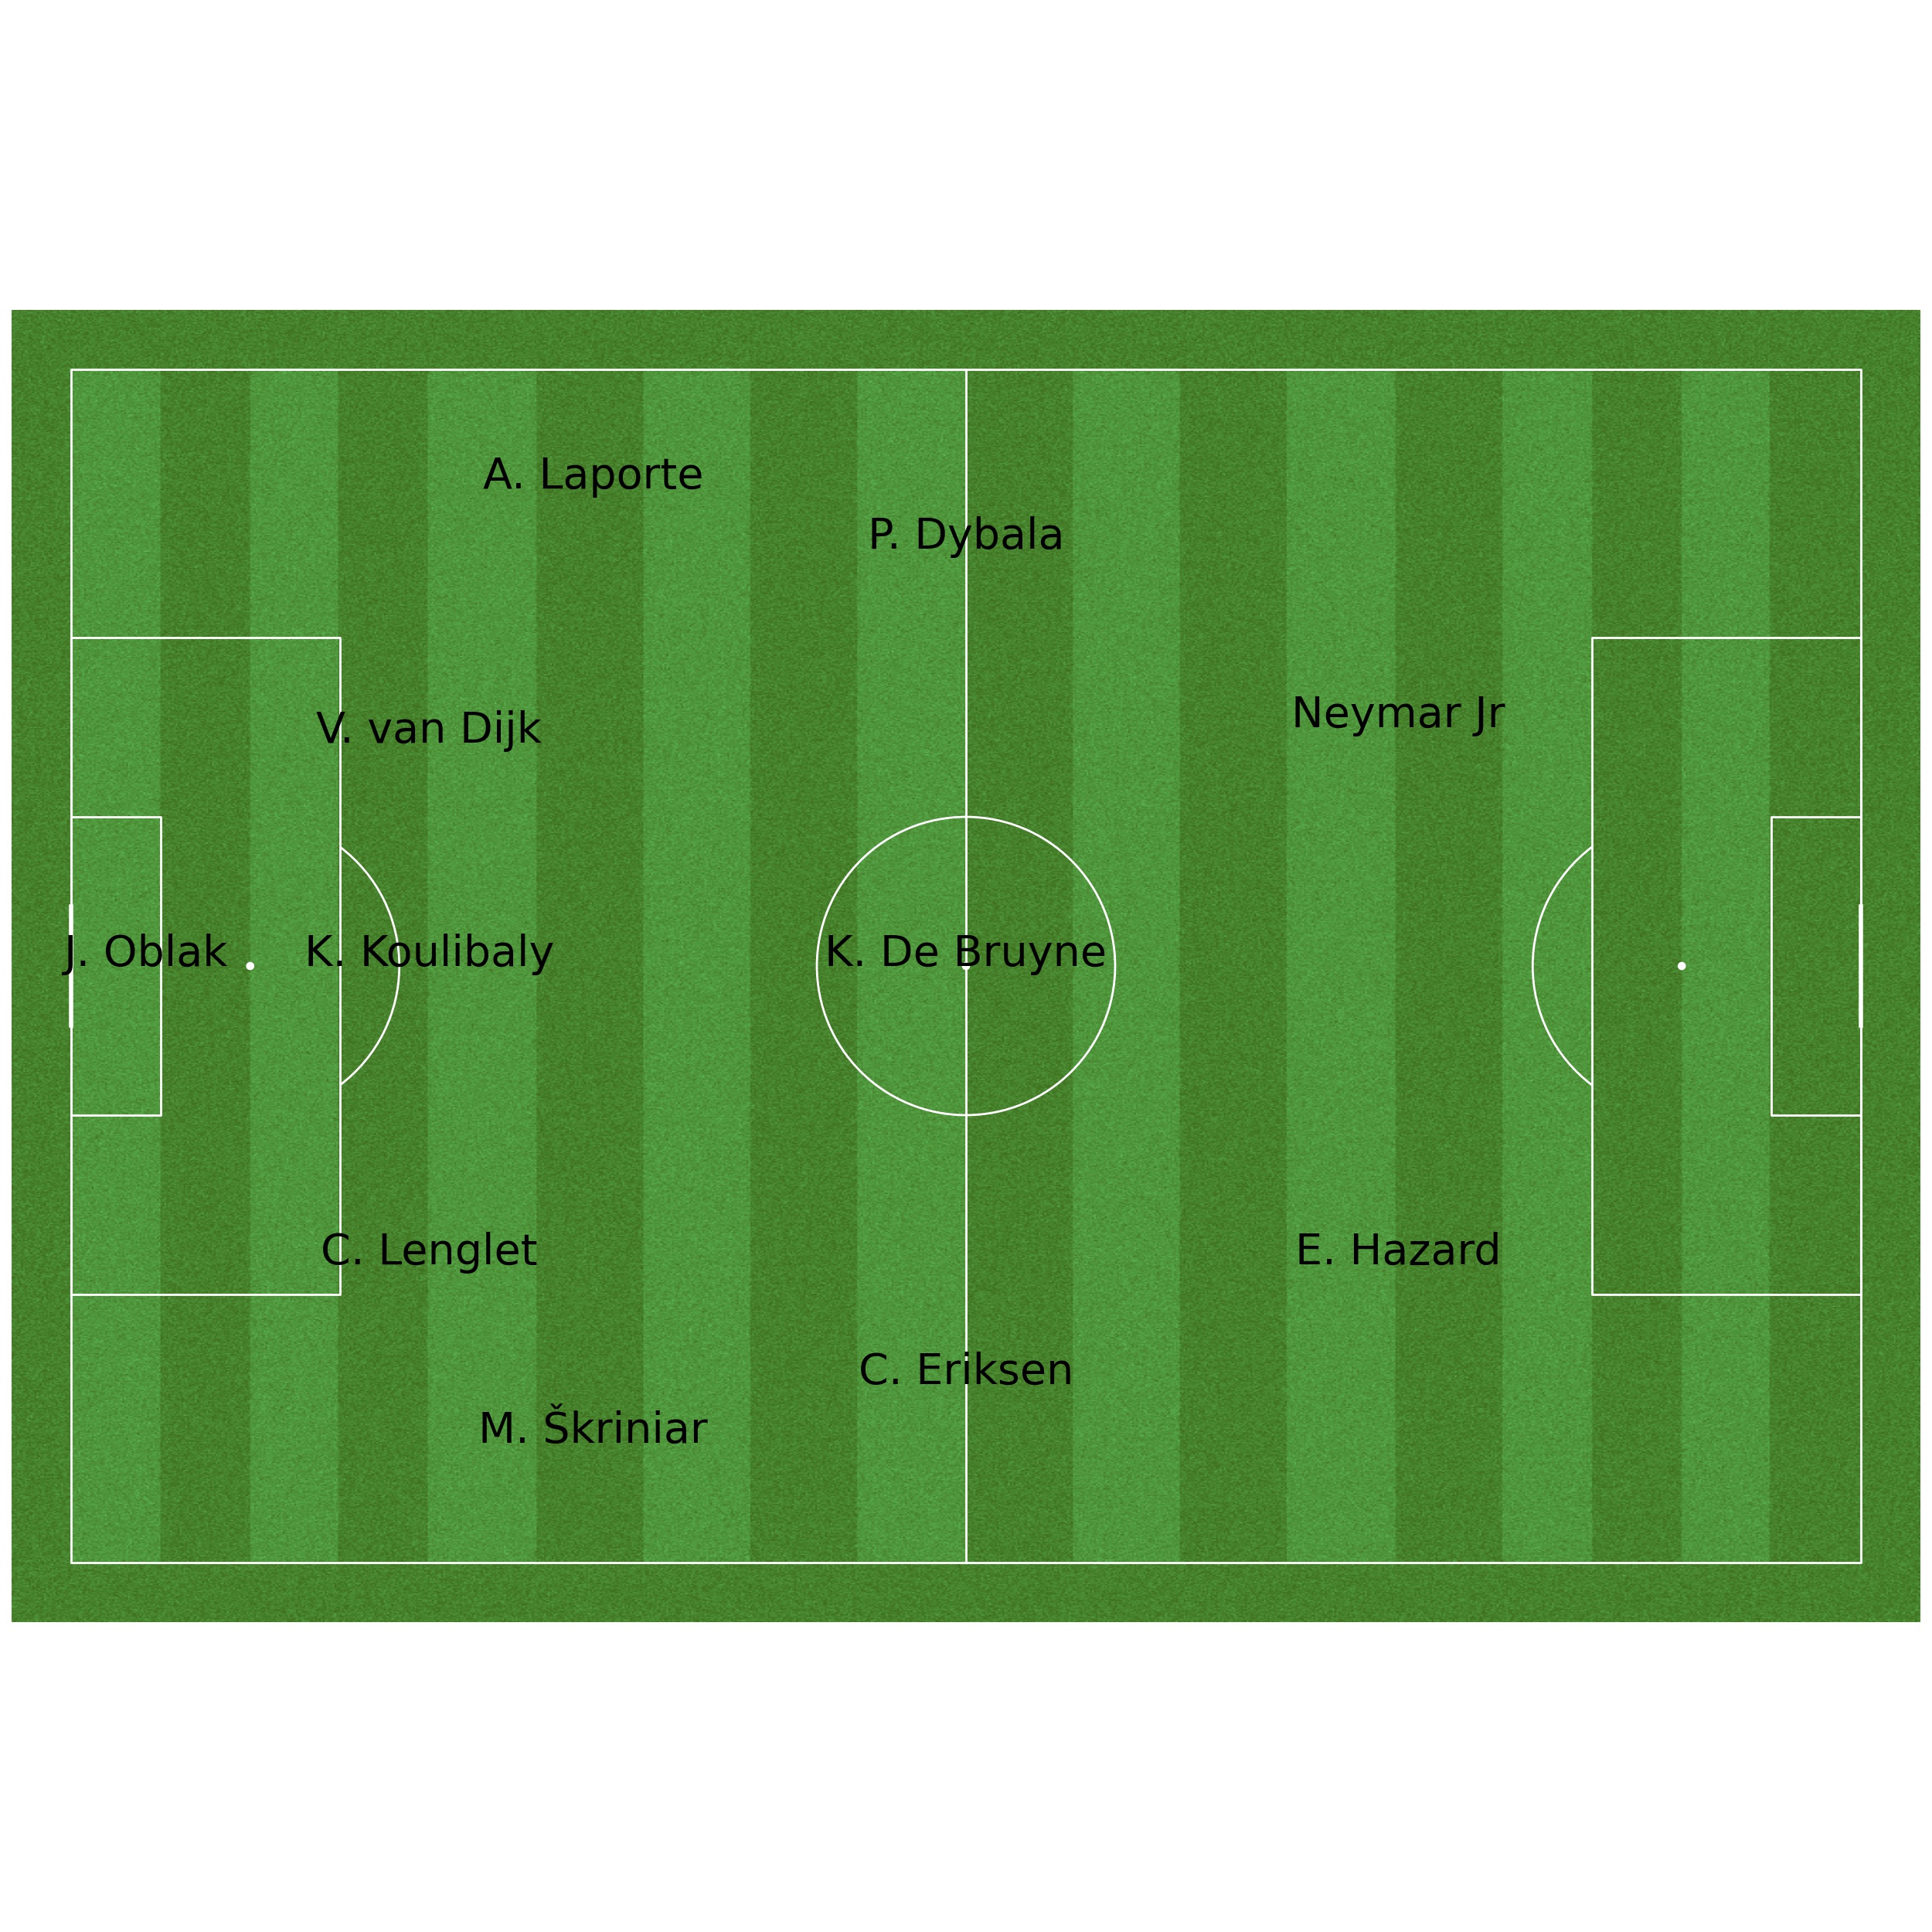 A. Laporte
P. Dybala
Neymar Jr
V. van Dijk
J. Oblak
K. Koulibaly
K. De Bruyne
C. Lenglet
E. Hazard
C. Eriksen
M. Škriniar